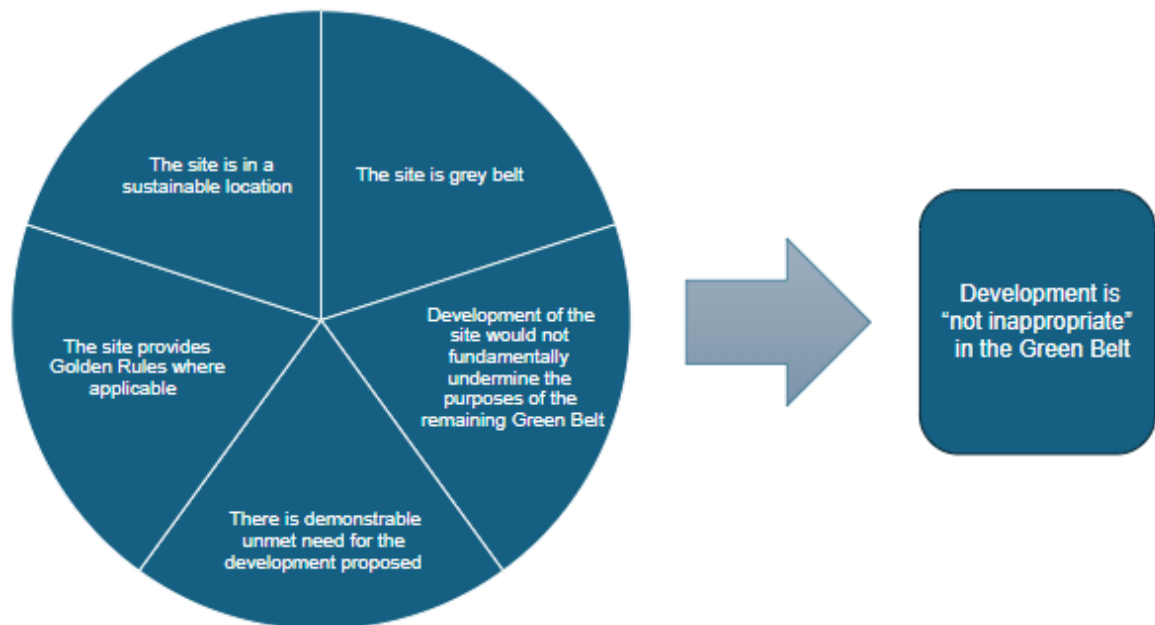 The site is in a
sustainable location
The site is grey belt
The site provides
Golden Rules where
applicable
Development of the
site would not
fundamentally
undermine the
purposes of the
remaining Green Belt
There is demonstrable
unmet need for the
development proposed
Development is
“not inappropriate”
in the Green Belt